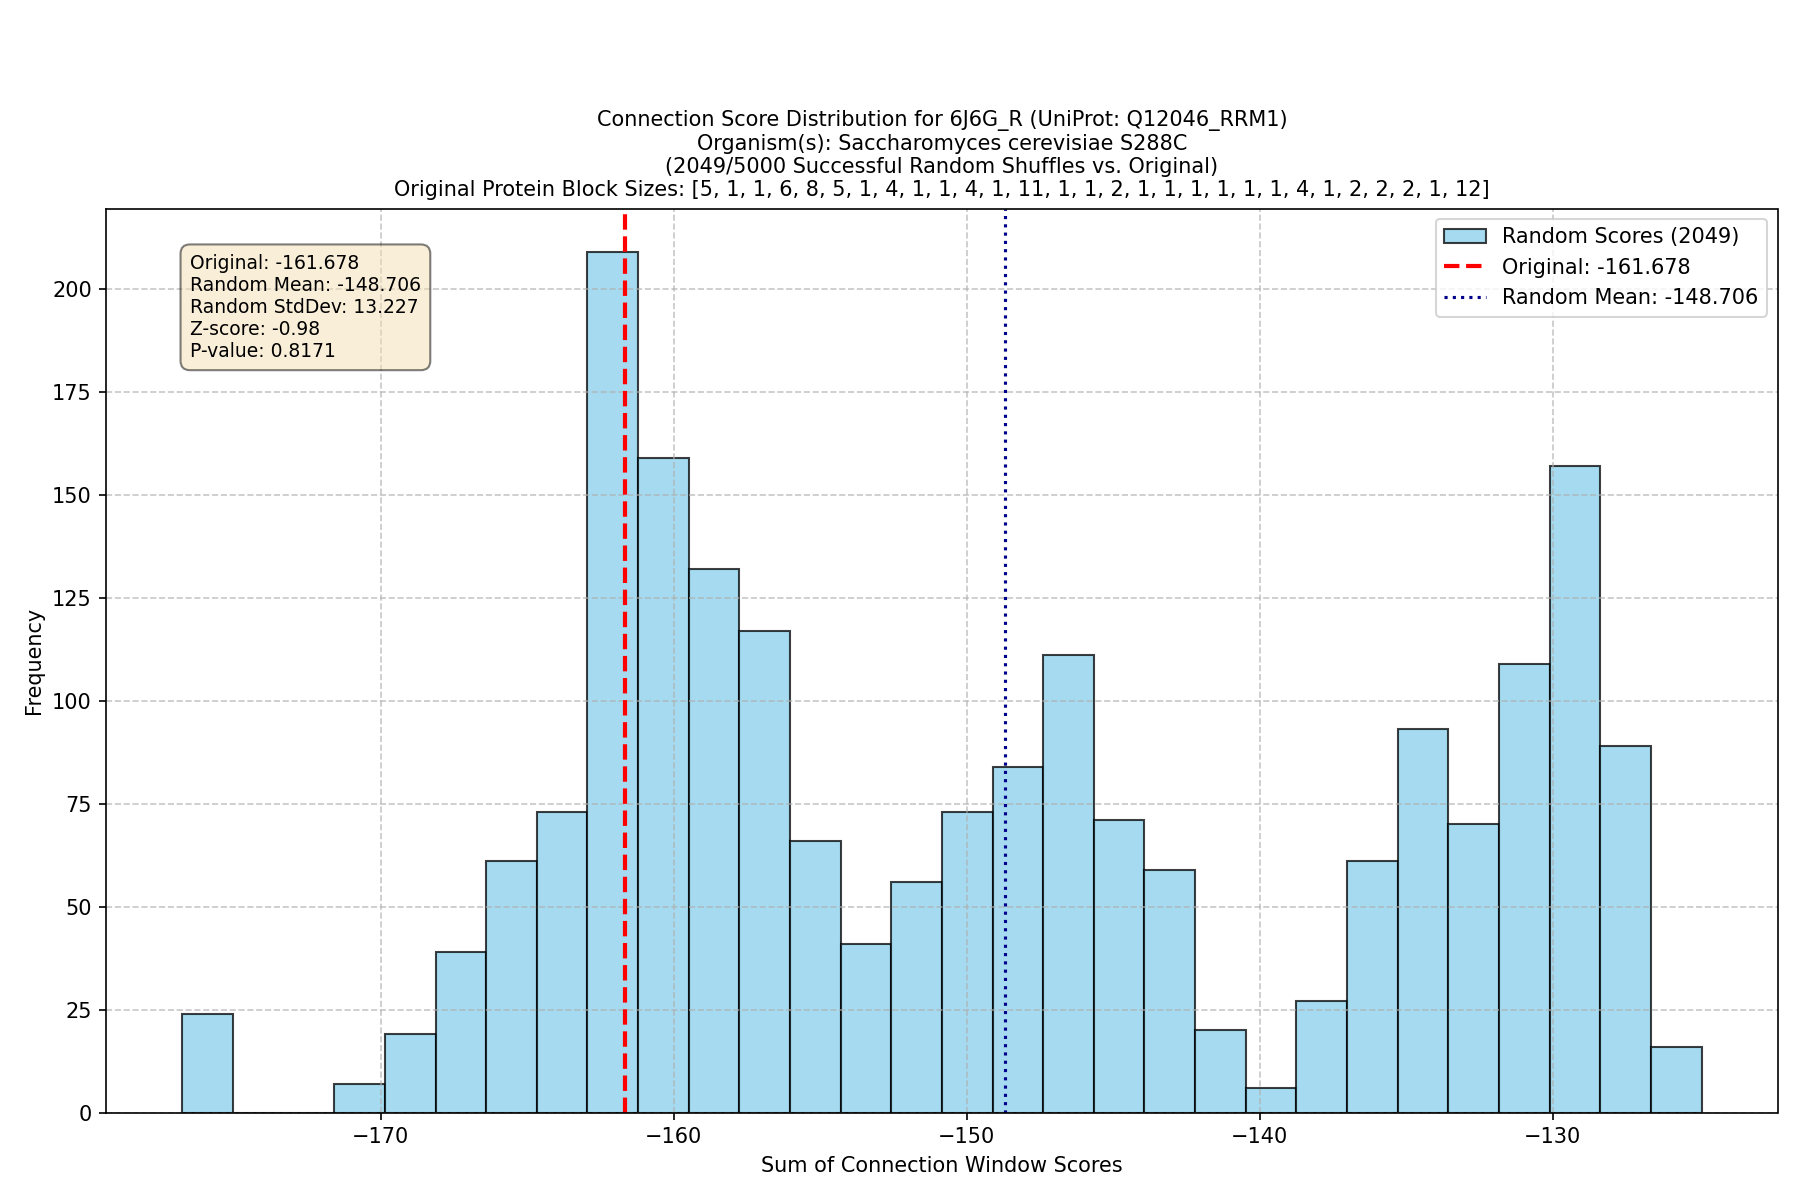 Connection Score Distribution for 6J6G_R (UniProt: Q12046_RRM1)
Organism(s): Saccharomyces cerevisiae S288C
(2049/5000 Successful Random Shuffles vs. Original)
Original Protein Block Sizes: [5, 1, 1, 6, 8, 5, 1, 4, 1, 1, 4, 1, 11, 1, 1, 2, 1, 1, 1, 1, 1, 1, 4, 1, 2, 2, 2, 1, 12]
Original: -161.678
Random Mean: -148.706
Random StdDev: 13.227
Z-score: -0.98
P-value: 0.8171
Random Scores (2049)
Original: -161.678
Random Mean: -148.706
Frequency
200
175
150
125
100
75
50
25
0
−170
−160
−150
−140
−130
Sum of Connection Window Scores